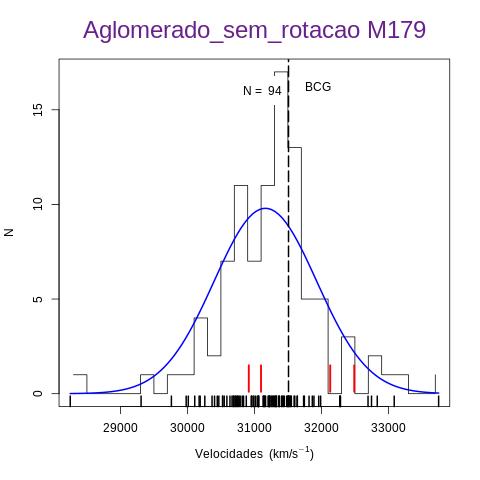 Aglomerado_sem_rotacao M179
N = 94
BCG
N
0
5
10
15
29000 30000 31000 32000 33000
Velocidades (km/s⁻¹)